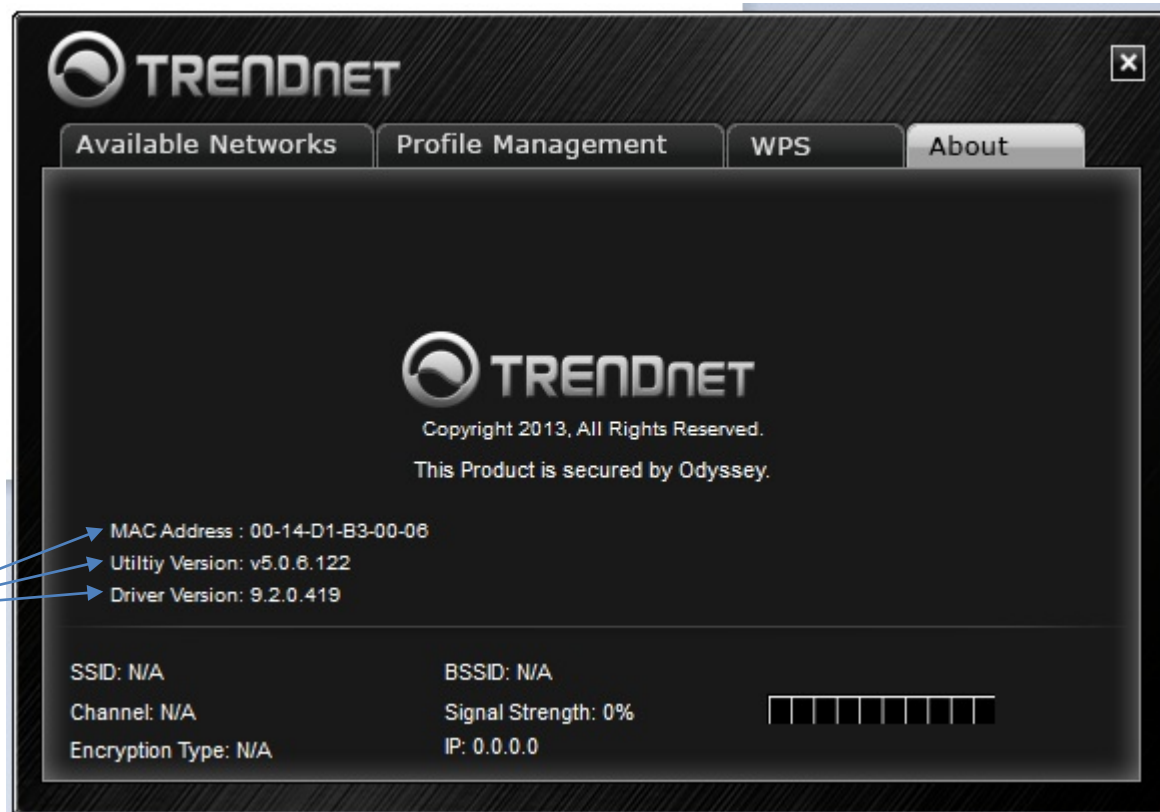 TRENDNET
Available Networks
Profile Management
WPS
About
TRENDNET
Copyright 2013, All Rights Reserved.
This Product is secured by Odyssey.
MAC Address : 00-14-D1-B3-00-06
Utiltiy Version: v5.0.6.122
Driver Version: 9.2.0.419
SSID: N/A
BSSID: N/A
Channel: N/A
Signal Strength: 0%
Encryption Type: N/A
IP: 0.0.0.0